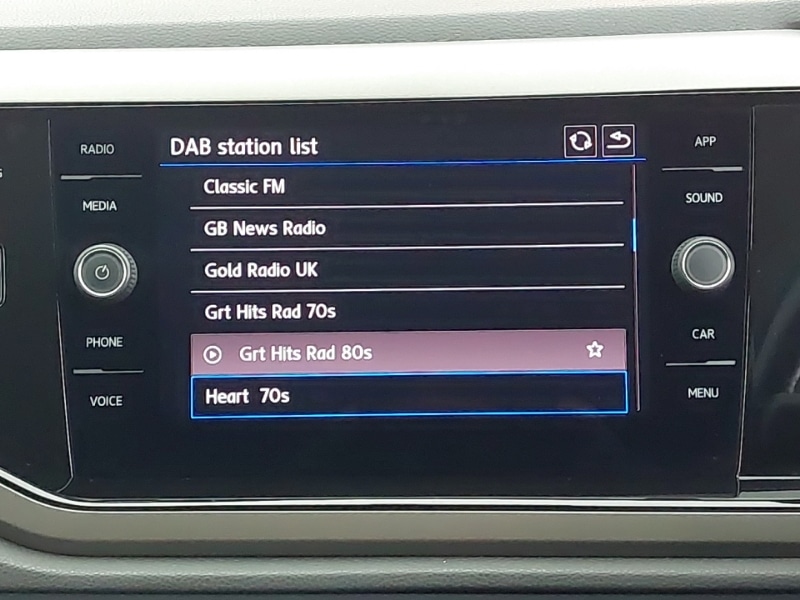 RADIO
MEDIA
PHONE
VOICE
DAB station list
Classic FM
GB News Radio
Gold Radio UK
Grt Hits Rad 70s
Grt Hits Rad 80s
Heart 70s
APP
SOUND
CAR
MENU